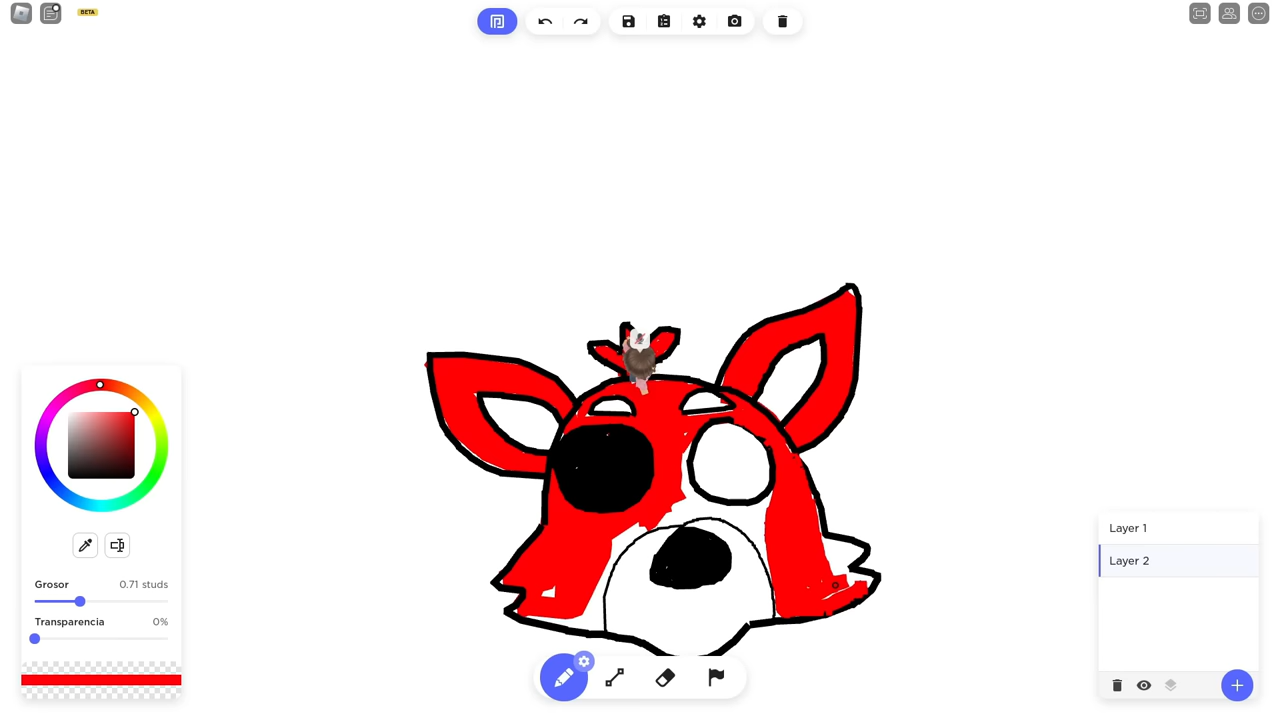 BETA
Grosor 0.71 studs
Transparencia 0%
Layer 1
Layer 2